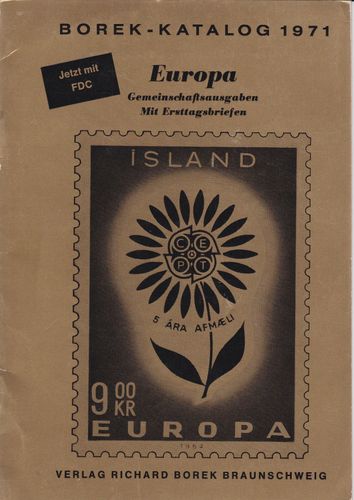 BOREK-KATALOG 1971
Jetzt mit
FDC
Europa
Gemeinschaftsausgaben
Mit Ersttagsbriefen
ÍSLAND
CEPT
5 ÁRA AFMÆLI
9 00
KR
EUROPA
1964
VERLAG RICHARD BOREK BRAUNSCHWEIG